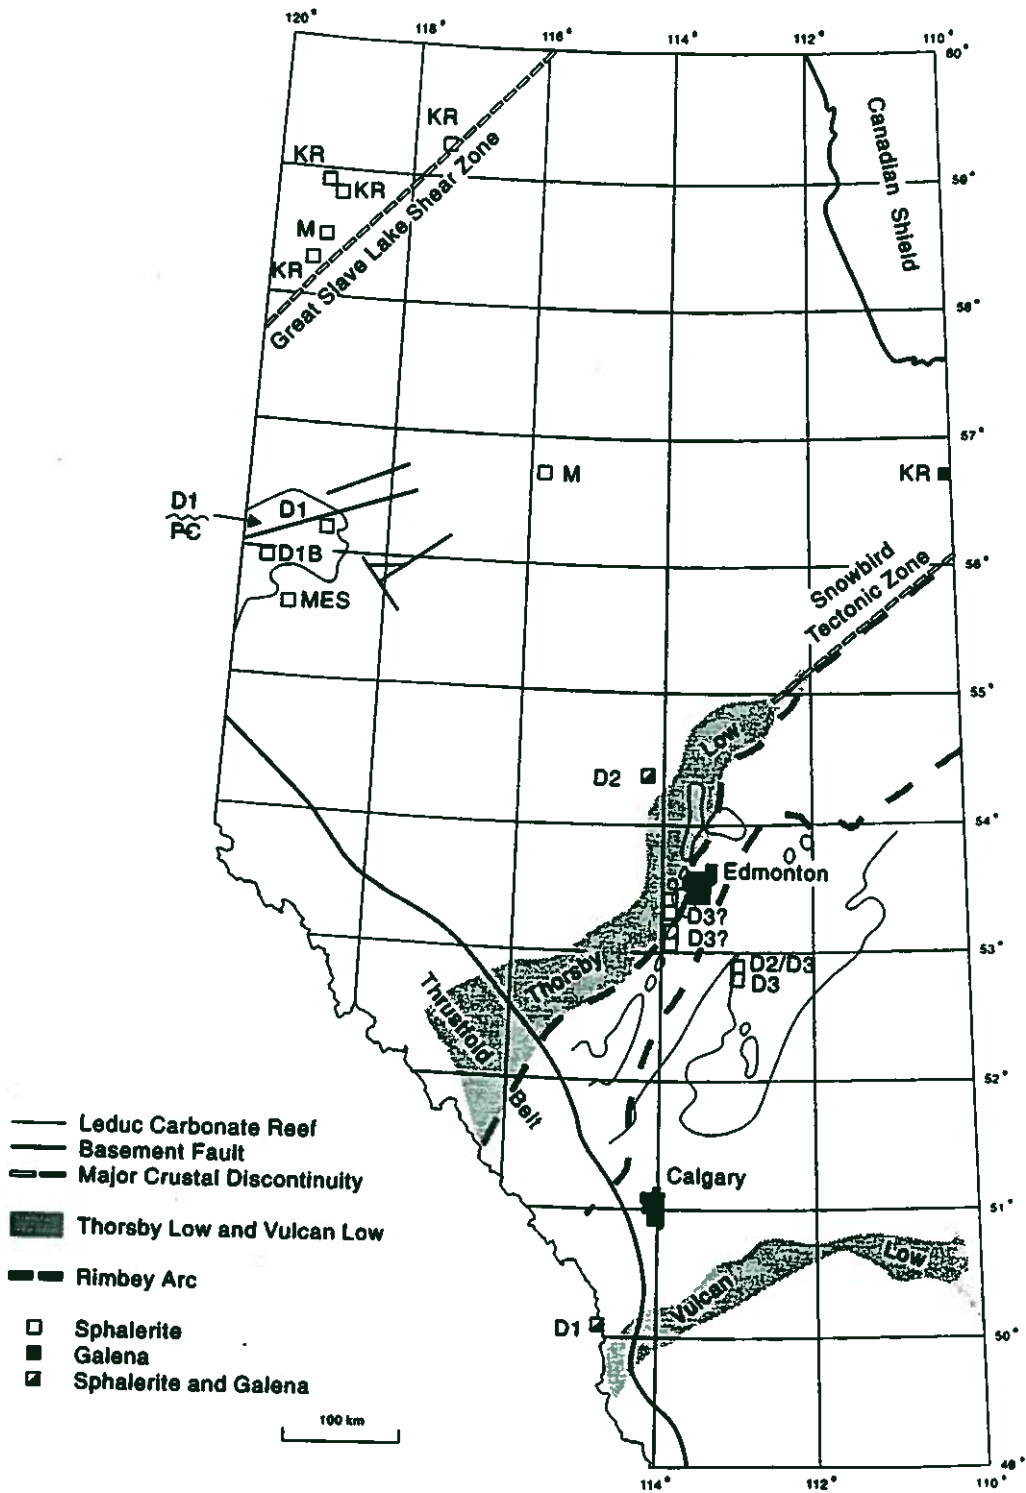 120° 118° 116° 114° 112° 110°
60°
KR
Canadian Shield
KR
KR
59°
M
KR
Great Slave Lake Shear Zone
58°
57°
M
KR
D1
PЄ
D1
D1B
MES
56°
Snowbird
Tectonic Zone
55°
Low
D2
54°
Edmonton
D3?
D3?
53°
D2/D3
D3
Thorsby
Thrustfold
Belt
52°
Leduc Carbonate Reef
Basement Fault
Major Crustal Discontinuity
Calgary
51°
Thorsby Low and Vulcan Low
Low
Vulcan
Rimbey Arc
D1
50°
Sphalerite
Galena
Sphalerite and Galena
100 km
49°
114° 112° 110°